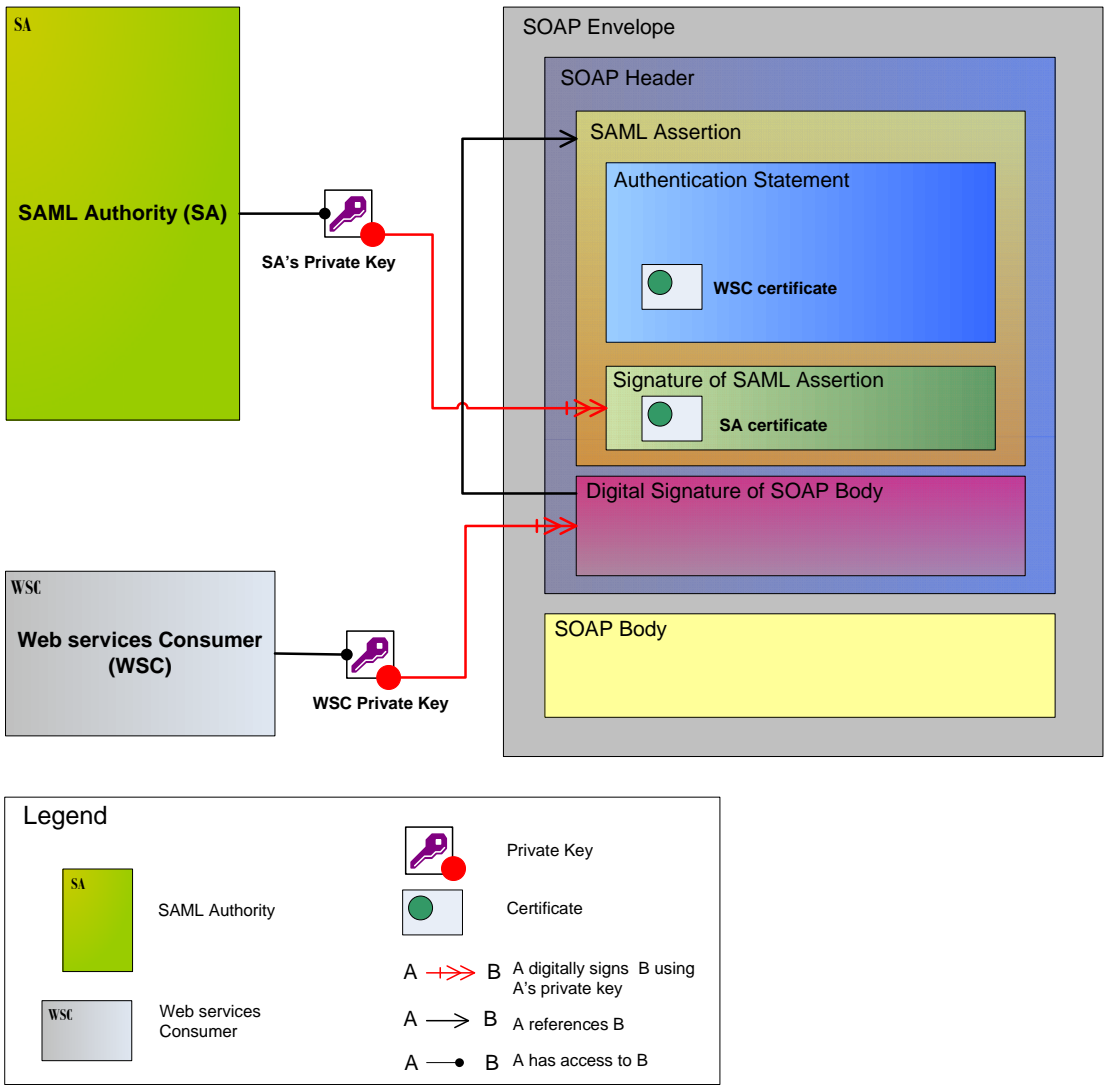 SA
SAML Authority (SA)
SA's Private Key
WSC
Web services Consumer
(WSC)
WSC Private Key
SOAP Envelope
SOAP Header
SAML Assertion
Authentication Statement
WSC certificate
Signature of SAML Assertion
SA certificate
Digital Signature of SOAP Body
SOAP Body
Legend
SA
SAML Authority
WSC
Web services
Consumer
Private Key
Certificate
A B A digitally signs B using
A's private key
A B A references B
A B A has access to B